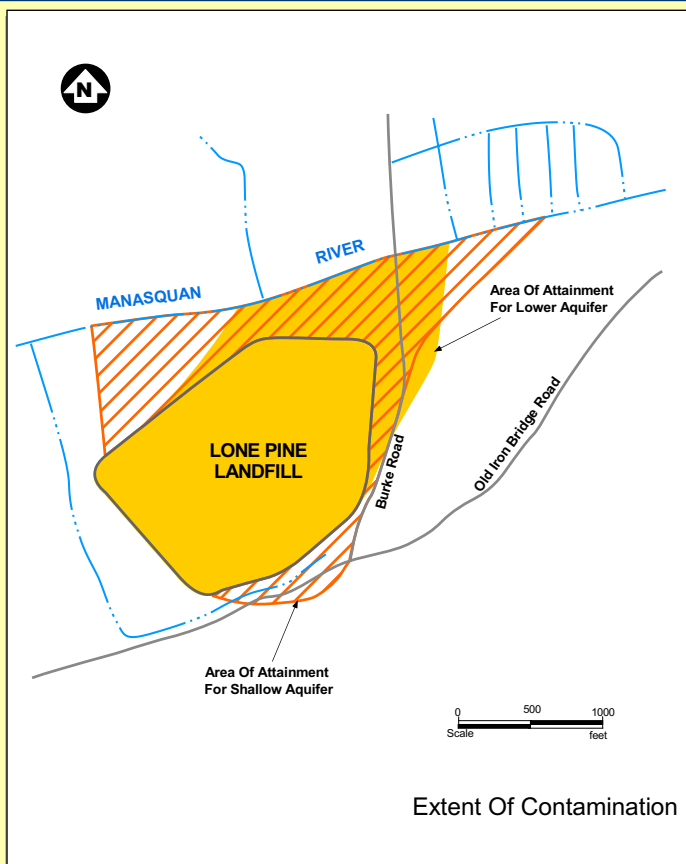 N
RIVER
MANASQUAN
Area Of Attainment
For Lower Aquifer
LONE PINE
LANDFILL
Burke Road
Old Iron Bridge Road
Area Of Attainment
For Shallow Aquifer
0 500 1000
Scale feet
Extent Of Contamination